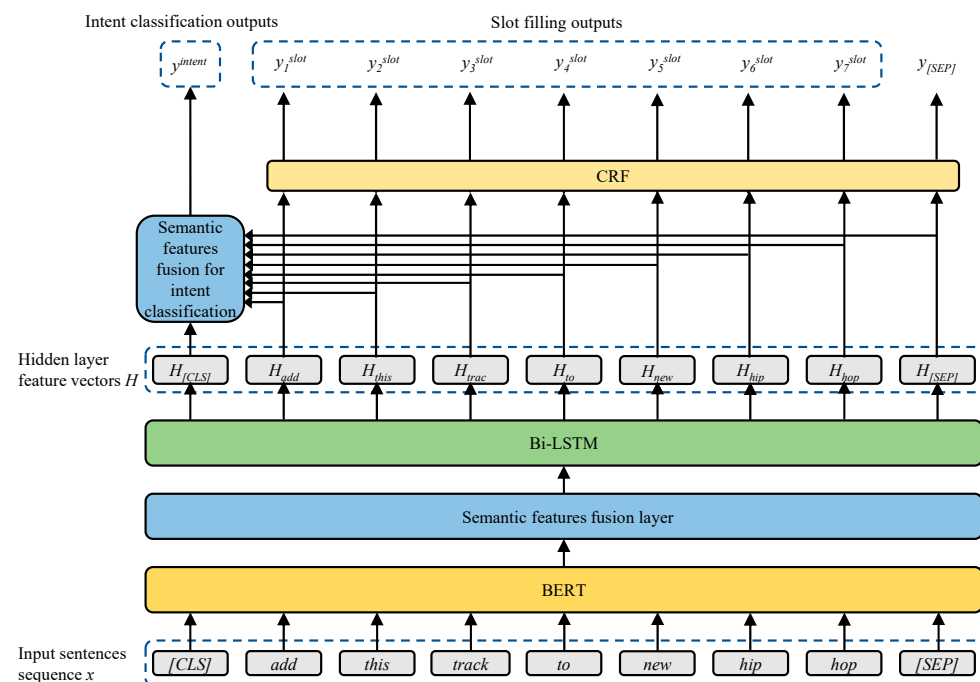 Intent classification outputs
Slot filling outputs
y^intent y_1^slot y_2^slot y_3^slot y_4^slot y_5^slot y_6^slot y_7^slot y_[SEP]
CRF
Semantic
features
fusion for
intent
classification
Hidden layer
feature vectors H
H_[CLS] H_add H_this H_trac H_to H_new H_hip H_hop H_[SEP]
Bi-LSTM
Semantic features fusion layer
BERT
Input sentences
sequence x
[CLS] add this track to new hip hop [SEP]